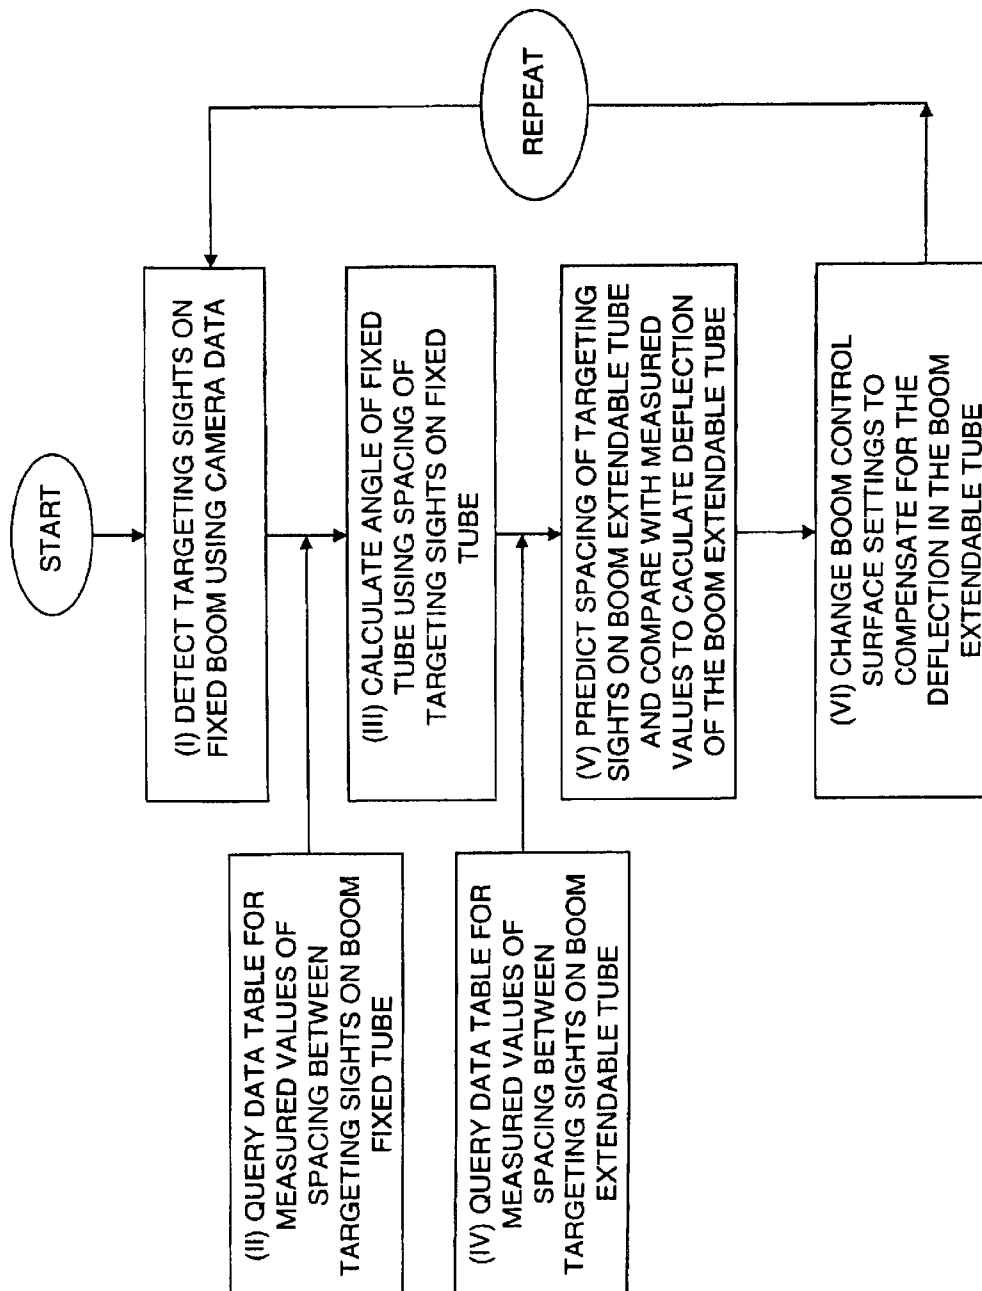 START
(I) DETECT TARGETING SIGHTS ON
FIXED BOOM USING CAMERA DATA
(II) QUERY DATA TABLE FOR
MEASURED VALUES OF
SPACING BETWEEN
TARGETING SIGHTS ON BOOM
FIXED TUBE
(III) CALCULATE ANGLE OF FIXED
TUBE USING SPACING OF
TARGETING SIGHTS ON FIXED
TUBE
(IV) QUERY DATA TABLE FOR
MEASURED VALUES OF
SPACING BETWEEN
TARGETING SIGHTS ON BOOM
EXTENDABLE TUBE
(V) PREDICT SPACING OF TARGETING
SIGHTS ON BOOM EXTENDABLE TUBE
AND COMPARE WITH MEASURED
VALUES TO CACULATE DEFLECTION
OF THE BOOM EXTENDABLE TUBE
(VI) CHANGE BOOM CONTROL
SURFACE SETTINGS TO
COMPENSATE FOR THE
DEFLECTION IN THE BOOM
EXTENDABLE TUBE
REPEAT